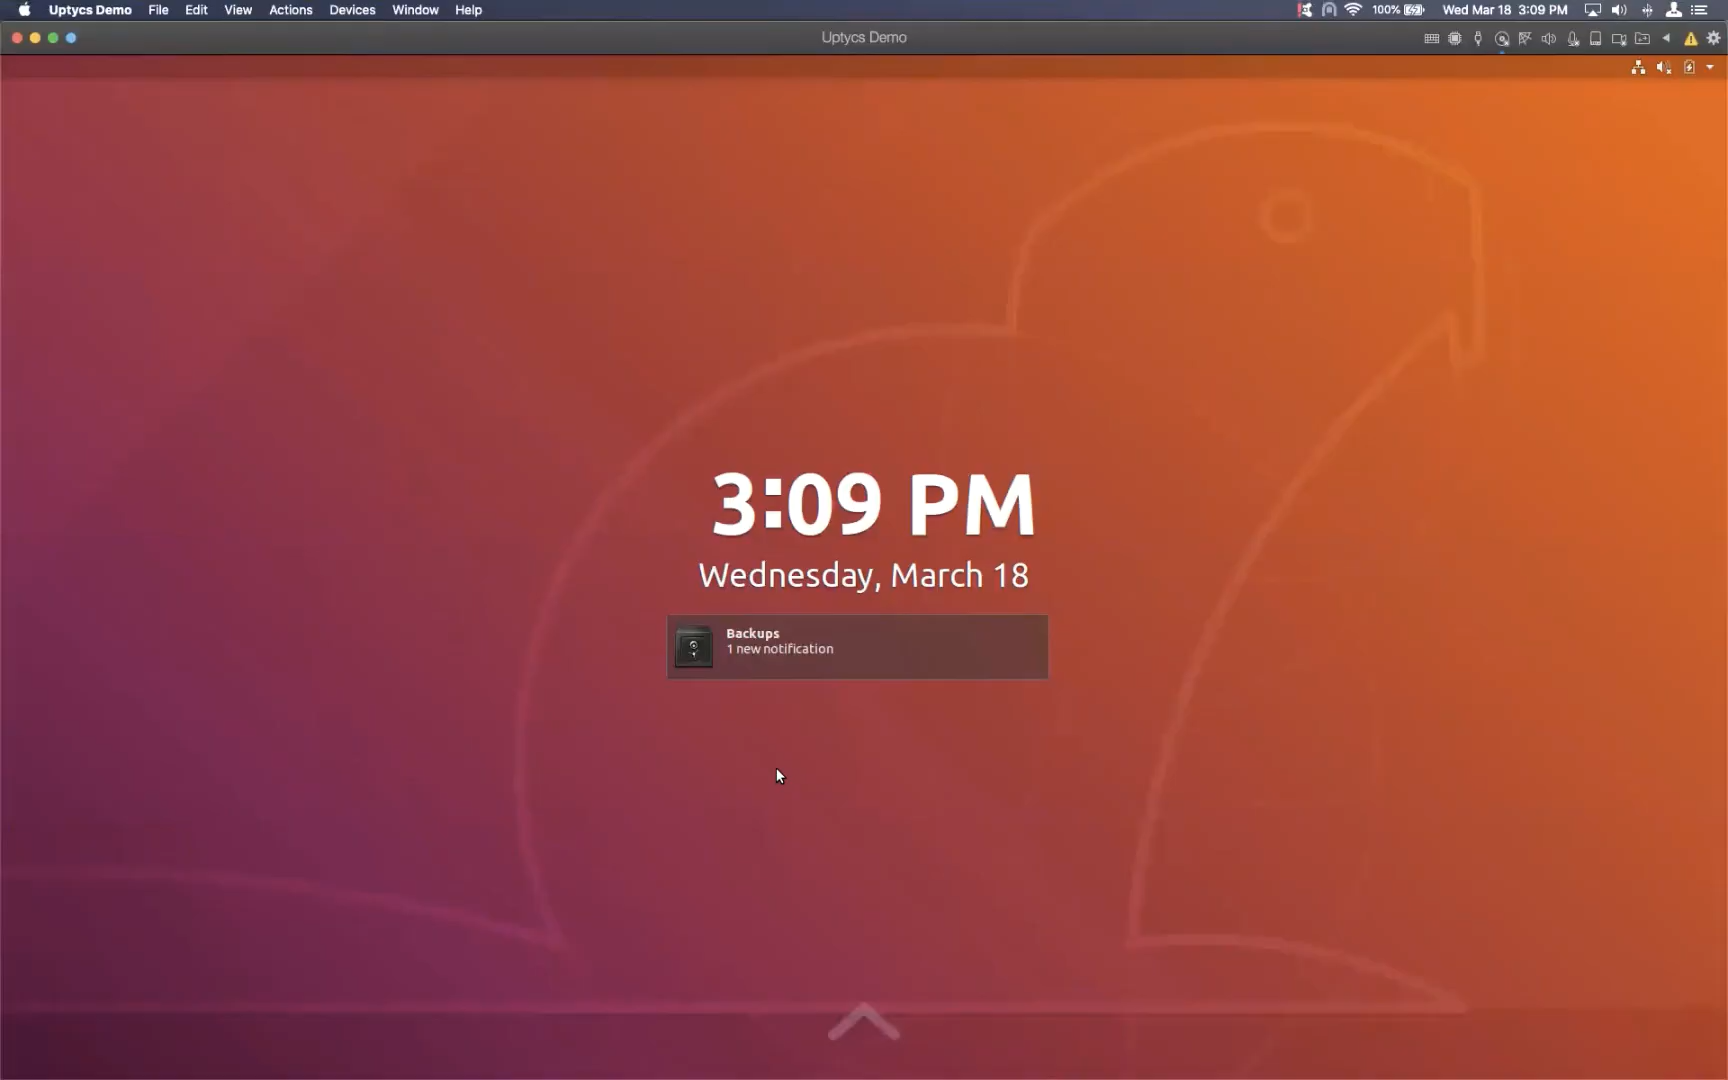 Uptycs Demo File Edit View Actions Devices Window Help 100% Wed Mar 18 3:09 PM
Uptycs Demo
3:09 PM
Wednesday, March 18
Backups
1 new notification